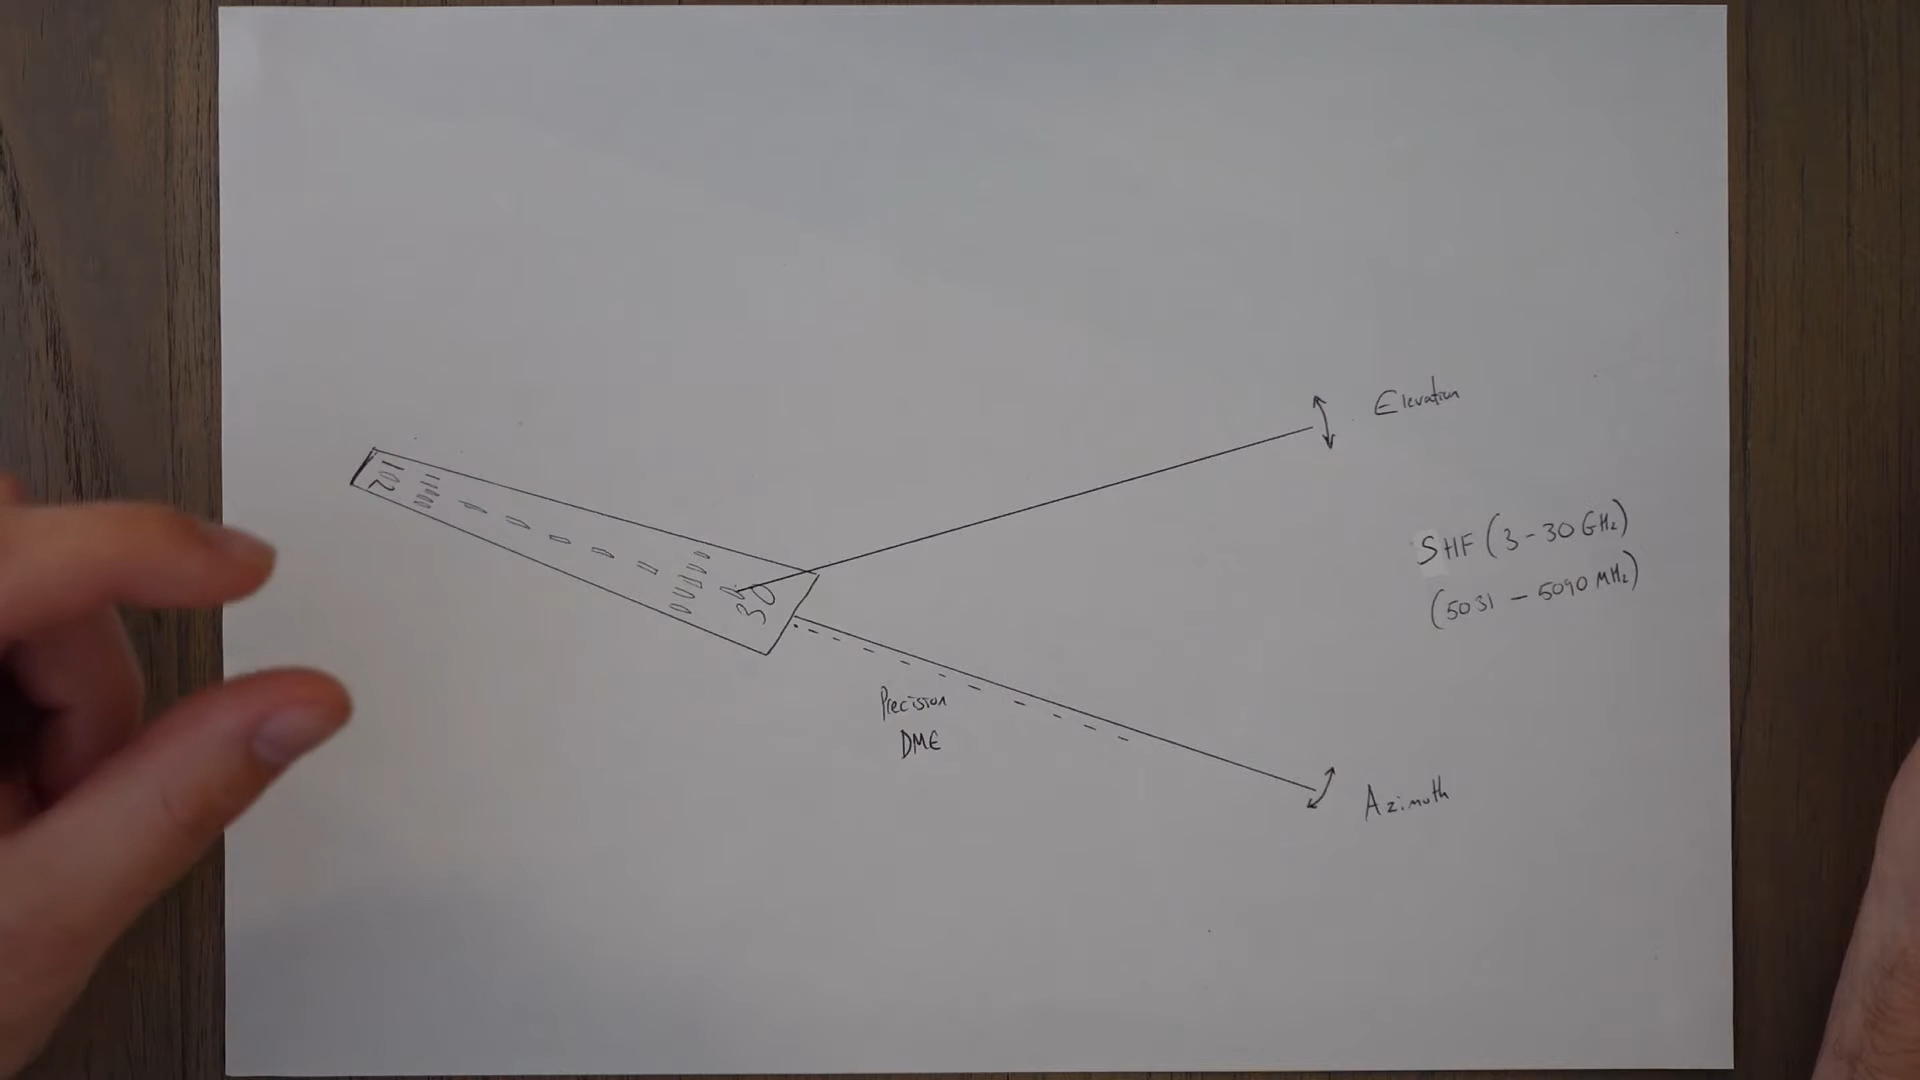 Elevation
SHF (3-30 GHz)
(5031 - 5090 MHz)
12
30
Precision
DME
Azimuth